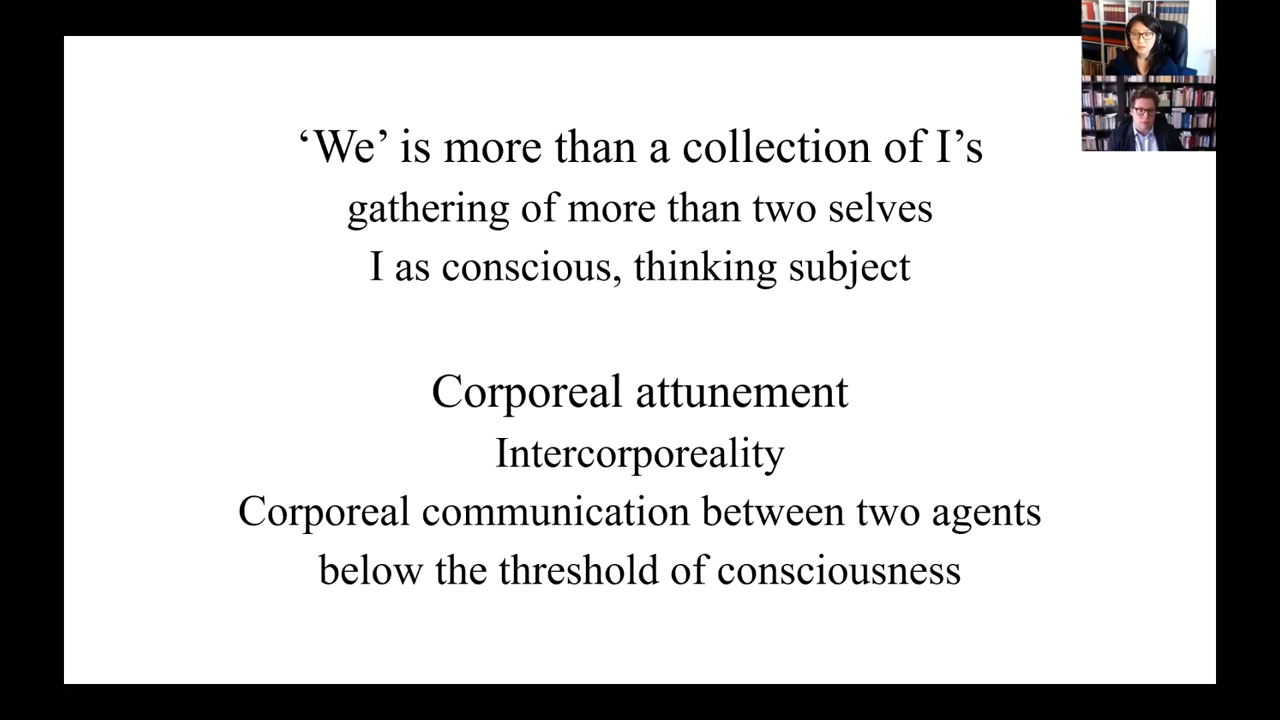 ‘We’ is more than a collection of I’s
gathering of more than two selves
I as conscious, thinking subject
Corporeal attunement
Intercorporeality
Corporeal communication between two agents
below the threshold of consciousness